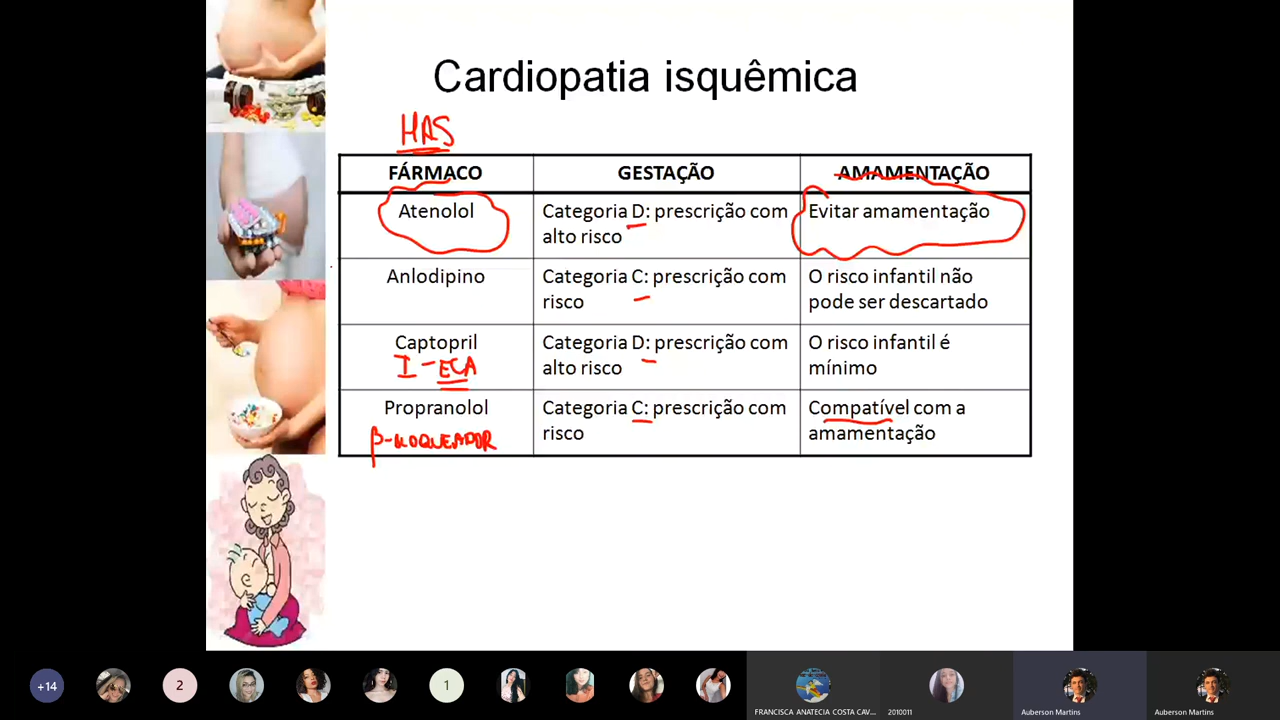 Cardiopatia isquêmica
HAS
FÁRMACO GESTAÇÃO AMAMENTAÇÃO
Atenolol Categoria D: prescrição com Evitar amamentação
alto risco
Anlodipino Categoria C: prescrição com O risco infantil não
risco pode ser descartado
Captopril Categoria D: prescrição com O risco infantil é
I-ECA alto risco mínimo
Propranolol Categoria C: prescrição com Compatível com a
β-BLOQUEADOR risco amamentação
+14 2 1
FRANCISCA ANATECIA COSTA CAV... 2010011 Auberson Martins Auberson Martins